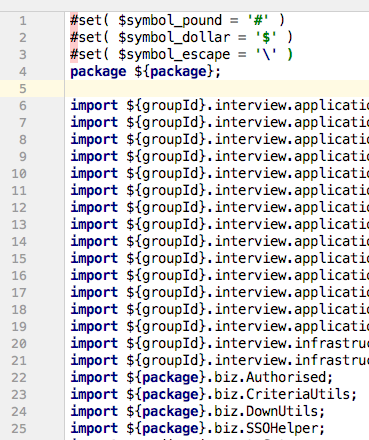 1 #set( $symbol_pound = '#' )
2 #set( $symbol_dollar = '$' )
3 #set( $symbol_escape = '\' )
4 package ${package};
5
6 import ${groupId}.interview.applicatio
7 import ${groupId}.interview.applicatio
8 import ${groupId}.interview.applicatio
9 import ${groupId}.interview.applicatio
10 import ${groupId}.interview.applicatio
11 import ${groupId}.interview.applicatio
12 import ${groupId}.interview.applicatio
13 import ${groupId}.interview.applicatio
14 import ${groupId}.interview.applicatio
15 import ${groupId}.interview.applicatio
16 import ${groupId}.interview.applicatio
17 import ${groupId}.interview.applicatio
18 import ${groupId}.interview.applicatio
19 import ${groupId}.interview.applicatio
20 import ${groupId}.interview.infrastruc
21 import ${groupId}.interview.infrastruc
22 import ${package}.biz.Authorised;
23 import ${package}.biz.CriteriaUtils;
24 import ${package}.biz.DownUtils;
25 import ${package}.biz.SSOHelper;